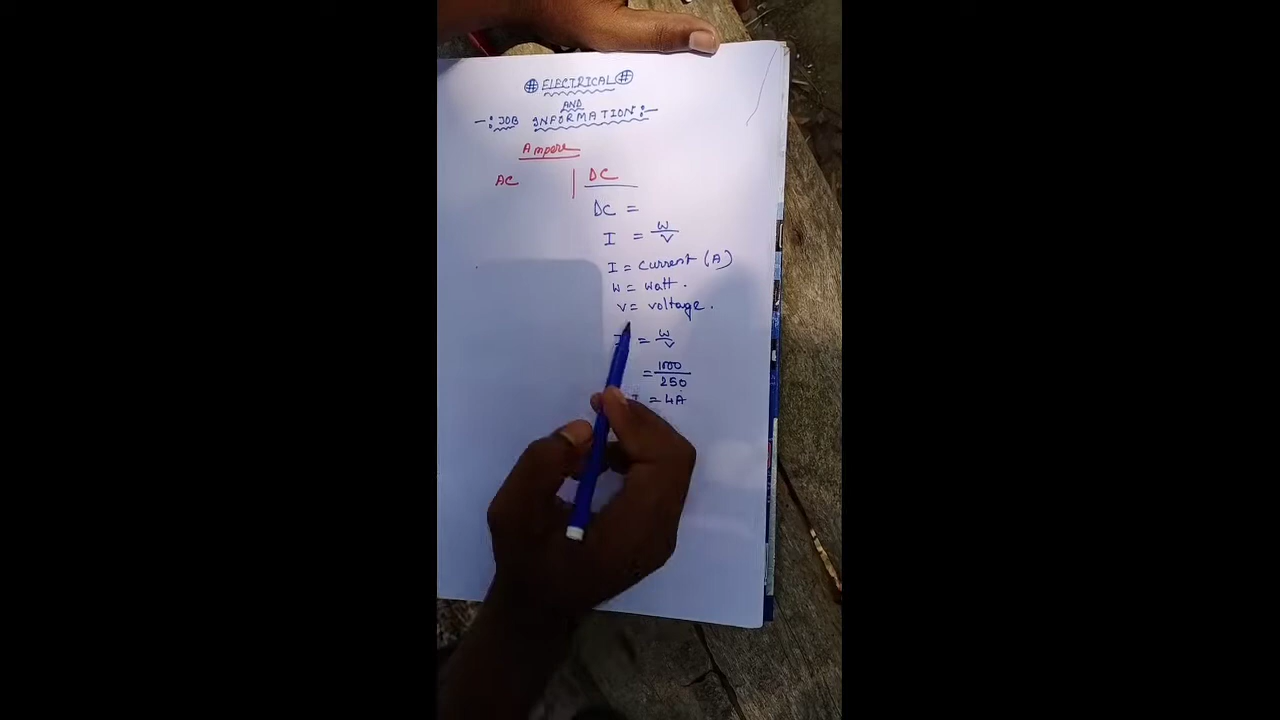 # ELECTRICAL #
AND
-: JOB INFORMATION :-
Ampere
AC | DC
DC =
I = W/V
I = Current (A)
W = Watt.
V = Voltage.
I = W/V
= 1000/250
I = 4A